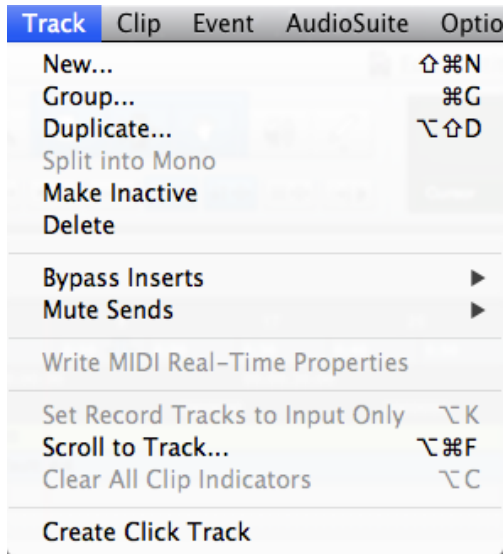 Track Clip Event AudioSuite Optio
New... ⇧⌘N
Group... ⌘G
Duplicate... ⌥⇧D
Split into Mono
Make Inactive
Delete
Bypass Inserts ▶
Mute Sends ▶
Write MIDI Real-Time Properties
Set Record Tracks to Input Only ⌥K
Scroll to Track... ⌥⌘F
Clear All Clip Indicators ⌥C
Create Click Track